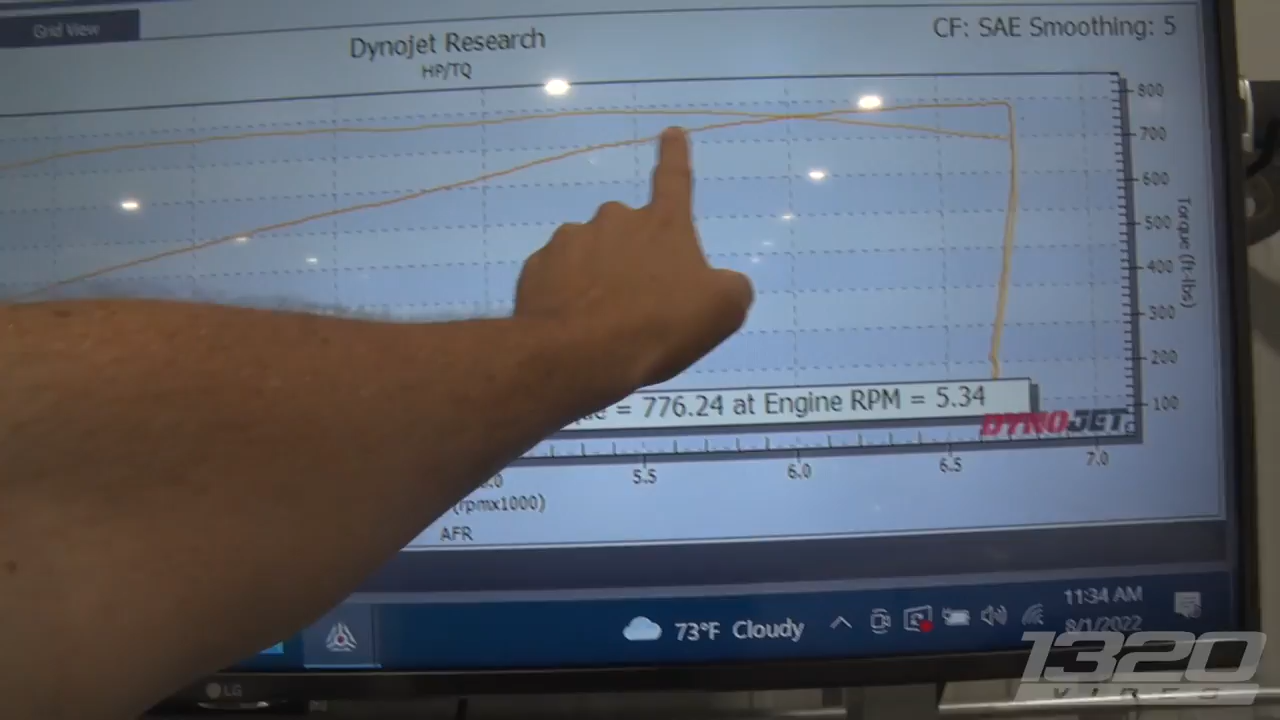 Grid View
Dynojet Research
HP/TQ
CF: SAE Smoothing: 5
800
700
600
500
400
300
200
100
Torque (ft-lbs)
= 776.24 at Engine RPM = 5.34
DYNOJET
5.5
6.0
6.5
7.0
(rpmx1000)
AFR
73°F Cloudy
11:34 AM
8/1/2022
LG
1320
VIDEO